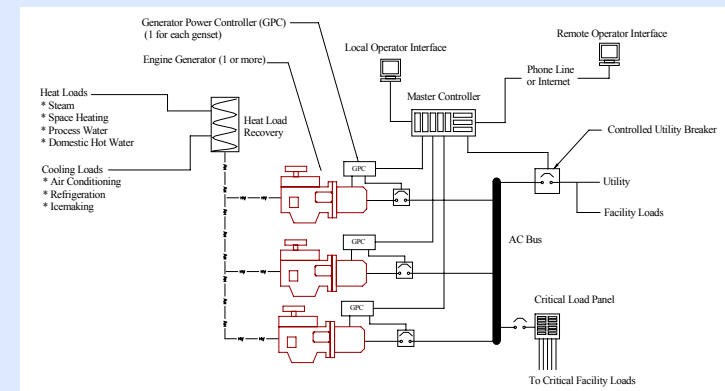 Generator Power Controller (GPC)
(1 for each genset)
Engine Generator (1 or more)
Local Operator Interface
Remote Operator Interface
Phone Line
or Internet
Master Controller
Heat Loads
* Steam
* Space Heating
* Process Water
* Domestic Hot Water
Heat Load
Recovery
Controlled Utility Breaker
Cooling Loads
* Air Conditioning
* Refrigeration
* Icemaking
GPC
Utility
Facility Loads
GPC
AC Bus
GPC
Critical Load Panel
To Critical Facility Loads